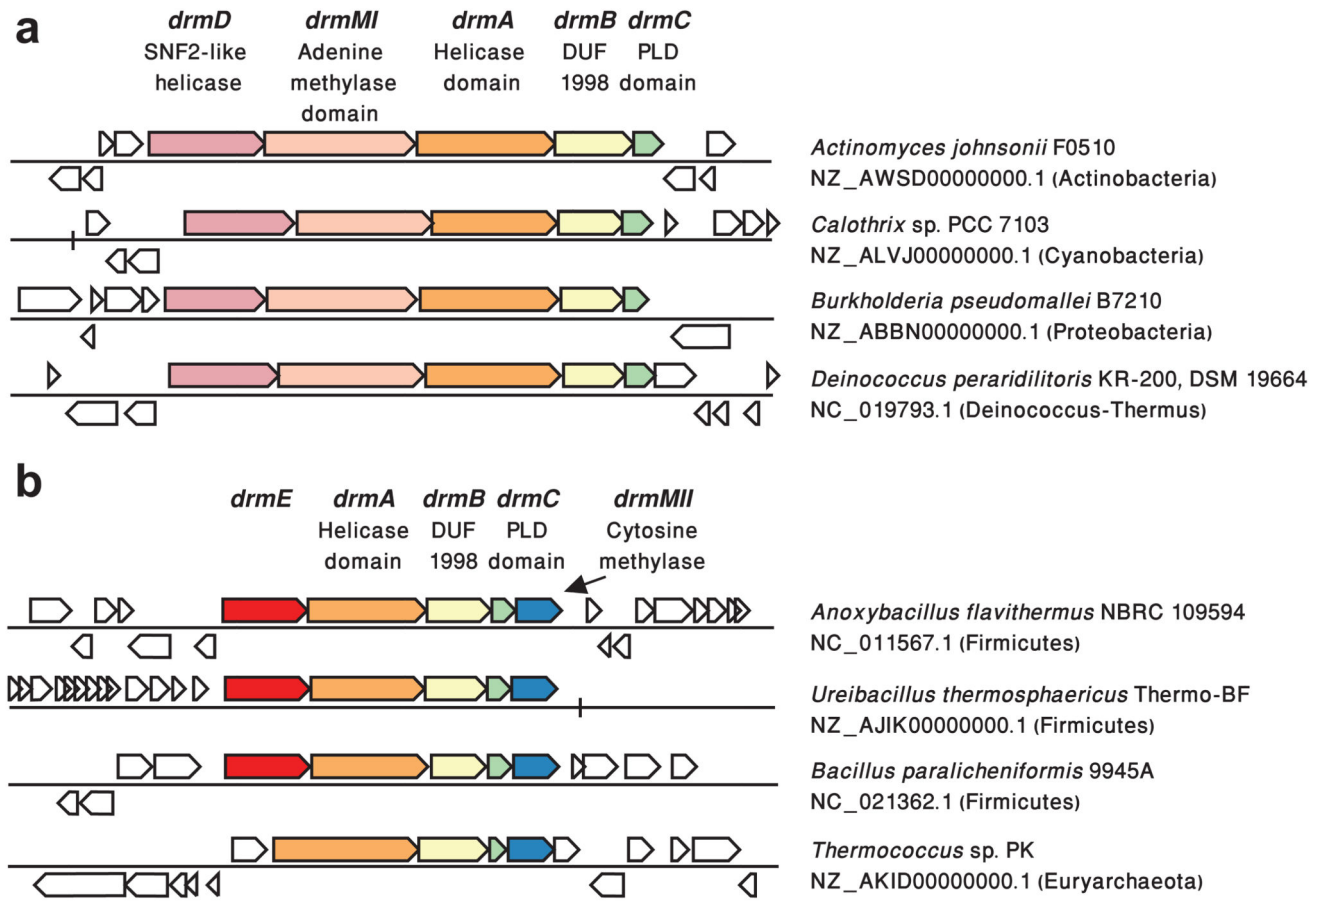 a
drmD drmMI drmA drmB drmC
SNF2-like Adenine Helicase DUF PLD
helicase methylase domain 1998 domain
domain
Actinomyces johnsonii F0510
NZ_AWSD00000000.1 (Actinobacteria)
Calothrix sp. PCC 7103
NZ_ALVJ00000000.1 (Cyanobacteria)
Burkholderia pseudomallei B7210
NZ_ABBN00000000.1 (Proteobacteria)
Deinococcus peraridilitoris KR-200, DSM 19664
NC_019793.1 (Deinococcus-Thermus)
b
drmE drmA drmB drmC drmMII
Helicase DUF PLD Cytosine
domain 1998 domain methylase
Anoxybacillus flavithermus NBRC 109594
NC_011567.1 (Firmicutes)
Ureibacillus thermosphaericus Thermo-BF
NZ_AJIK00000000.1 (Firmicutes)
Bacillus paralicheniformis 9945A
NC_021362.1 (Firmicutes)
Thermococcus sp. PK
NZ_AKID00000000.1 (Euryarchaeota)